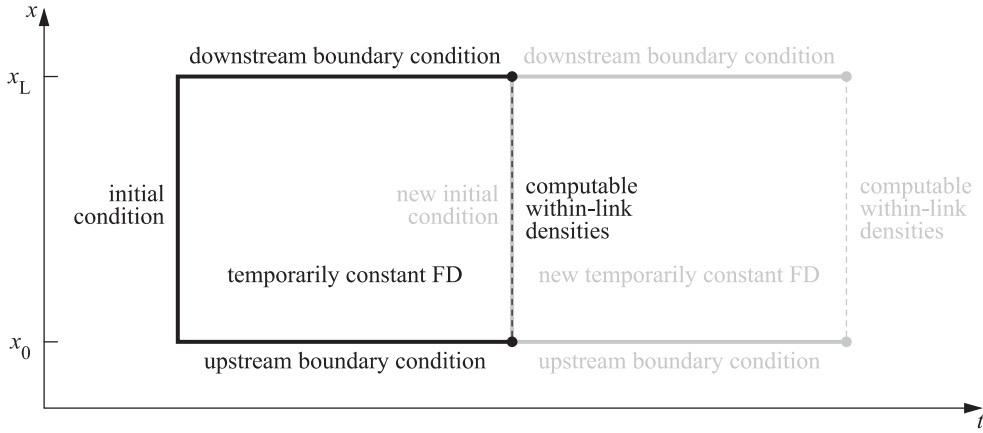 x
downstream boundary condition downstream boundary condition
x_L
initial
condition
new initial
condition
computable
within-link
densities
computable
within-link
densities
temporarily constant FD
new temporarily constant FD
x_0
upstream boundary condition upstream boundary condition
t